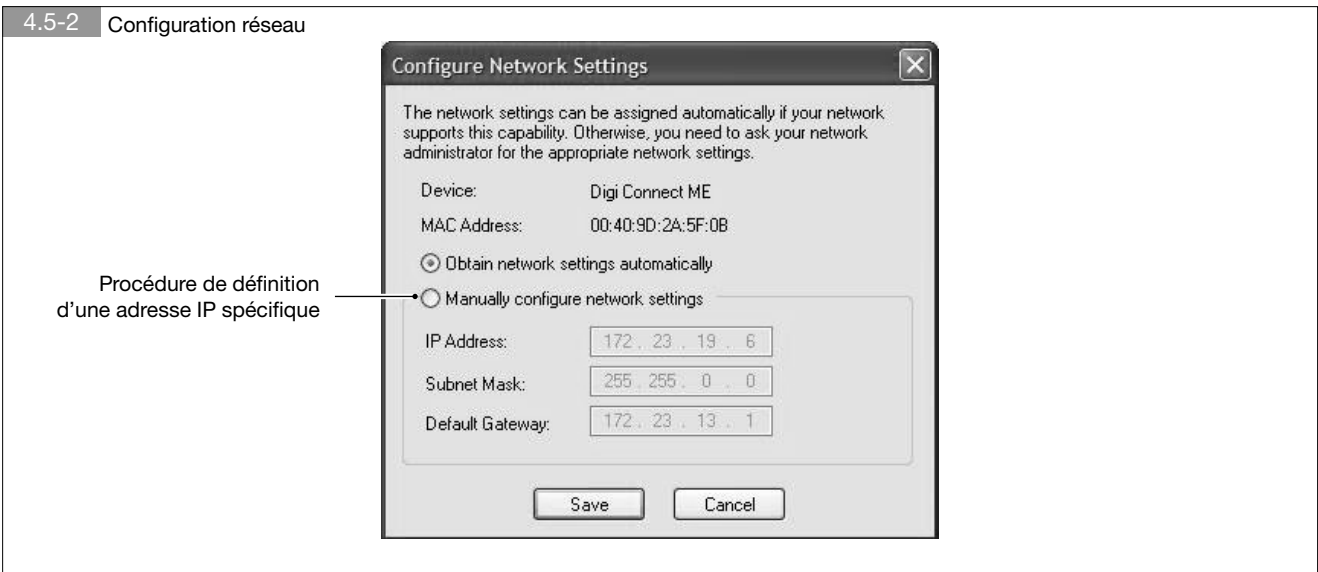 4.5-2 Configuration réseau
Configure Network Settings
The network settings can be assigned automatically if your network
supports this capability. Otherwise, you need to ask your network
administrator for the appropriate network settings.
Device: Digi Connect ME
MAC Address: 00:40:9D:2A:5F:0B
Obtain network settings automatically
Procédure de définition
d'une adresse IP spécifique
Manually configure network settings
IP Address: 172 . 23 . 19 . 6
Subnet Mask: 255 . 255 . 0 . 0
Default Gateway: 172 . 23 . 13 . 1
Save Cancel